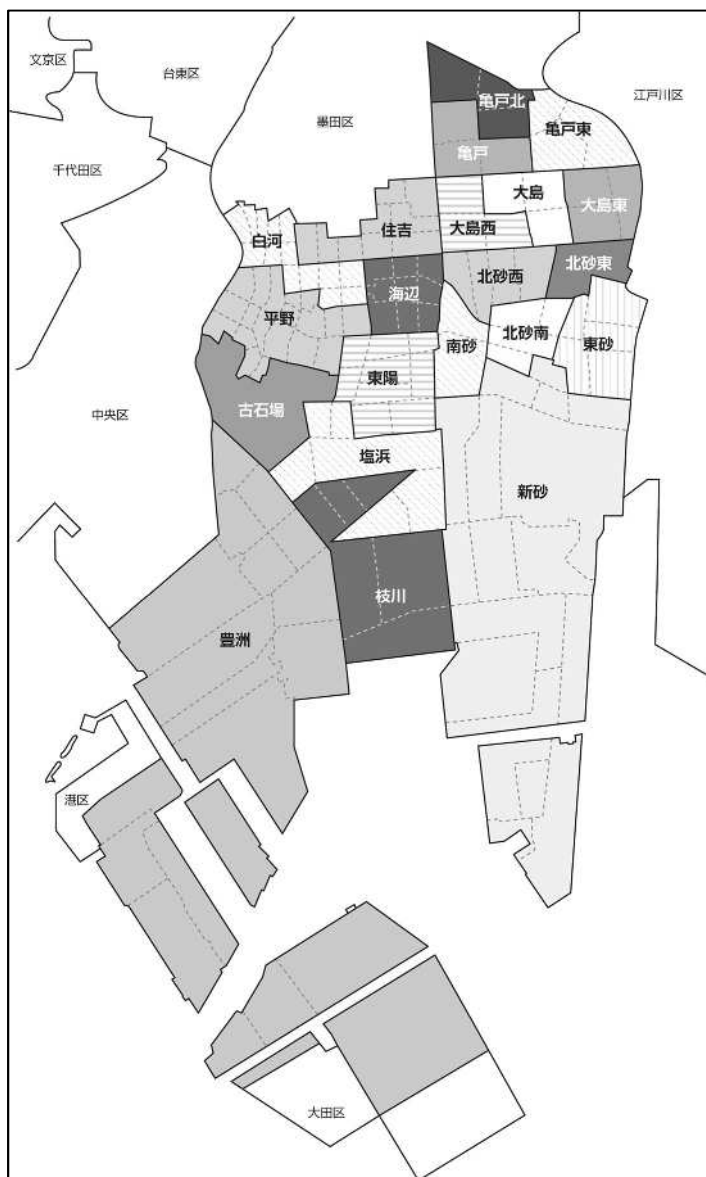 文京区
台東区
墨田区
江戸川区
千代田区
亀戸北
亀戸東
亀戸
大島
大島東
大島西
住吉
白河
北砂西
北砂東
海辺
平野
北砂南
南砂
東砂
東陽
古石場
中央区
塩浜
新砂
枝川
豊洲
港区
大田区